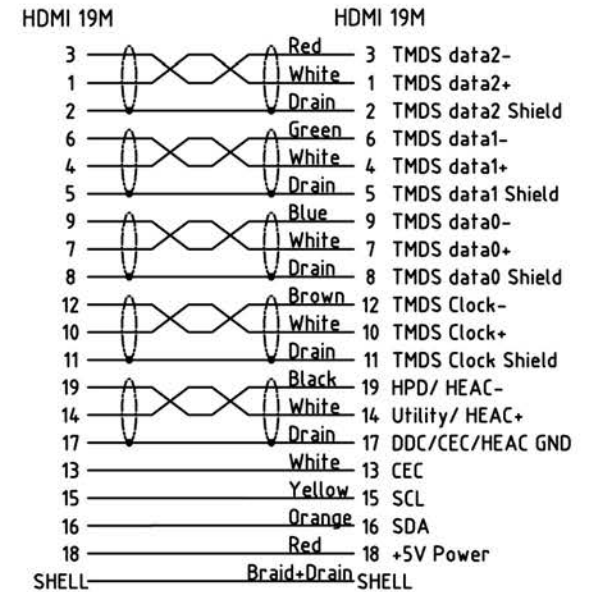 HDMI 19M HDMI 19M
3 Red 3 TMDS data2-
1 White 1 TMDS data2+
2 Drain 2 TMDS data2 Shield
6 Green 6 TMDS data1-
4 White 4 TMDS data1+
5 Drain 5 TMDS data1 Shield
9 Blue 9 TMDS data0-
7 White 7 TMDS data0+
8 Drain 8 TMDS data0 Shield
12 Brown 12 TMDS Clock-
10 White 10 TMDS Clock+
11 Drain 11 TMDS Clock Shield
19 Black 19 HPD/ HEAC-
14 White 14 Utility/ HEAC+
17 Drain 17 DDC/CEC/HEAC GND
13 White 13 CEC
15 Yellow 15 SCL
16 Orange 16 SDA
18 Red 18 +5V Power
SHELL Braid+Drain SHELL